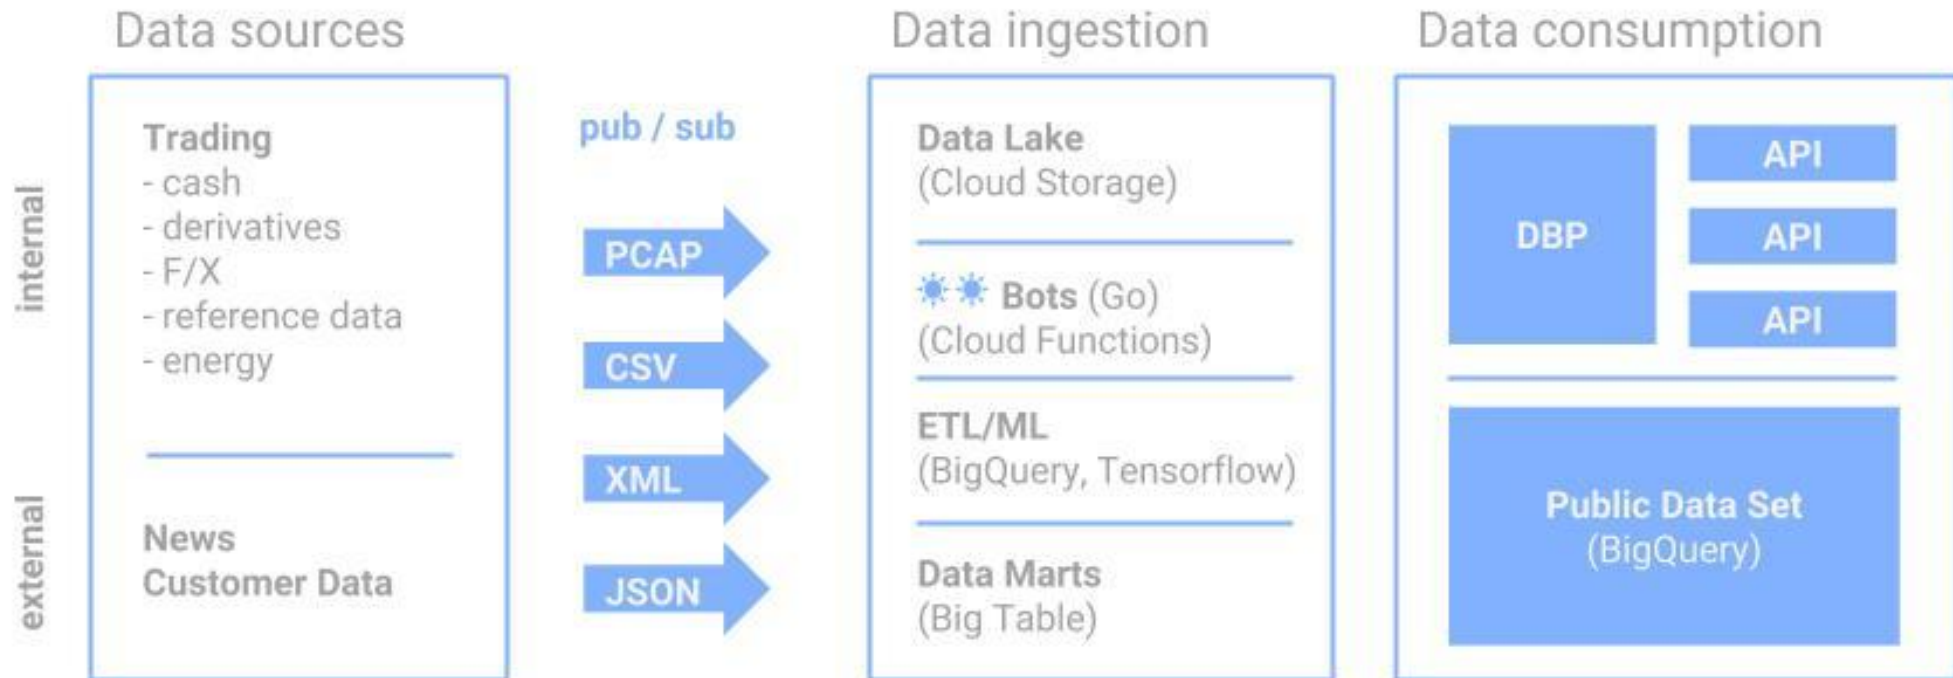 Data sources
internal
Trading
- cash
- derivatives
- F/X
- reference data
- energy
external
News
Customer Data
pub / sub
PCAP
CSV
XML
JSON
Data ingestion
Data Lake
(Cloud Storage)
Bots (Go)
(Cloud Functions)
ETL/ML
(BigQuery, Tensorflow)
Data Marts
(Big Table)
Data consumption
DBP
API
API
API
Public Data Set
(BigQuery)